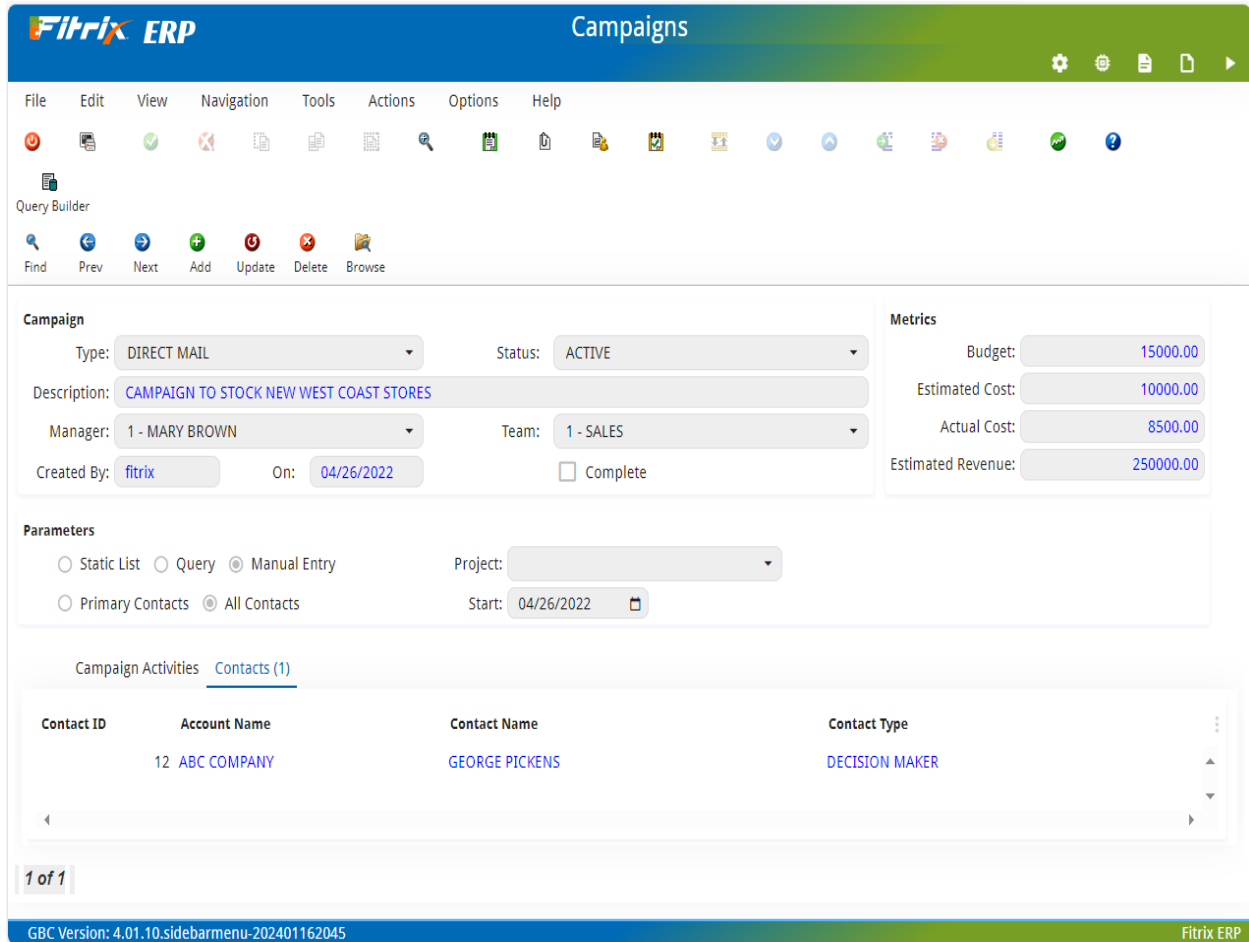 Fitrix ERP
Campaigns
File Edit View Navigation Tools Actions Options Help
Query Builder
Find Prev Next Add Update Delete Browse
Campaign
Type: DIRECT MAIL Status: ACTIVE
Description: CAMPAIGN TO STOCK NEW WEST COAST STORES
Manager: 1 - MARY BROWN Team: 1 - SALES
Created By: fitrix On: 04/26/2022 Complete
Metrics
Budget: 15000.00
Estimated Cost: 10000.00
Actual Cost: 8500.00
Estimated Revenue: 250000.00
Parameters
Static List Query Manual Entry Project:
Primary Contacts All Contacts Start: 04/26/2022
Campaign Activities Contacts (1)
Contact ID Account Name Contact Name Contact Type
12 ABC COMPANY GEORGE PICKENS DECISION MAKER
1 of 1
GBC Version: 4.01.10.sidebarmenu-202401162045 Fitrix ERP